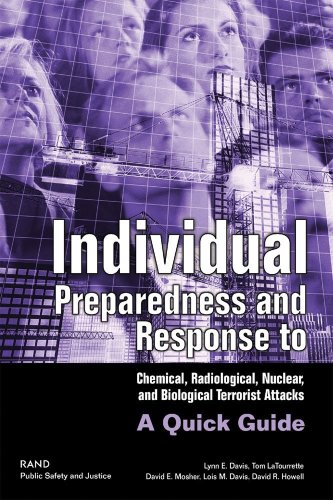 Individual
Preparedness and
Response to
Chemical, Radiological, Nuclear,
and Biological Terrorist Attacks
A Quick Guide
Lynn E. Davis, Tom LaTourrette
David E. Mosher, Lois M. Davis, David R. Howell
RAND
Public Safety and Justice